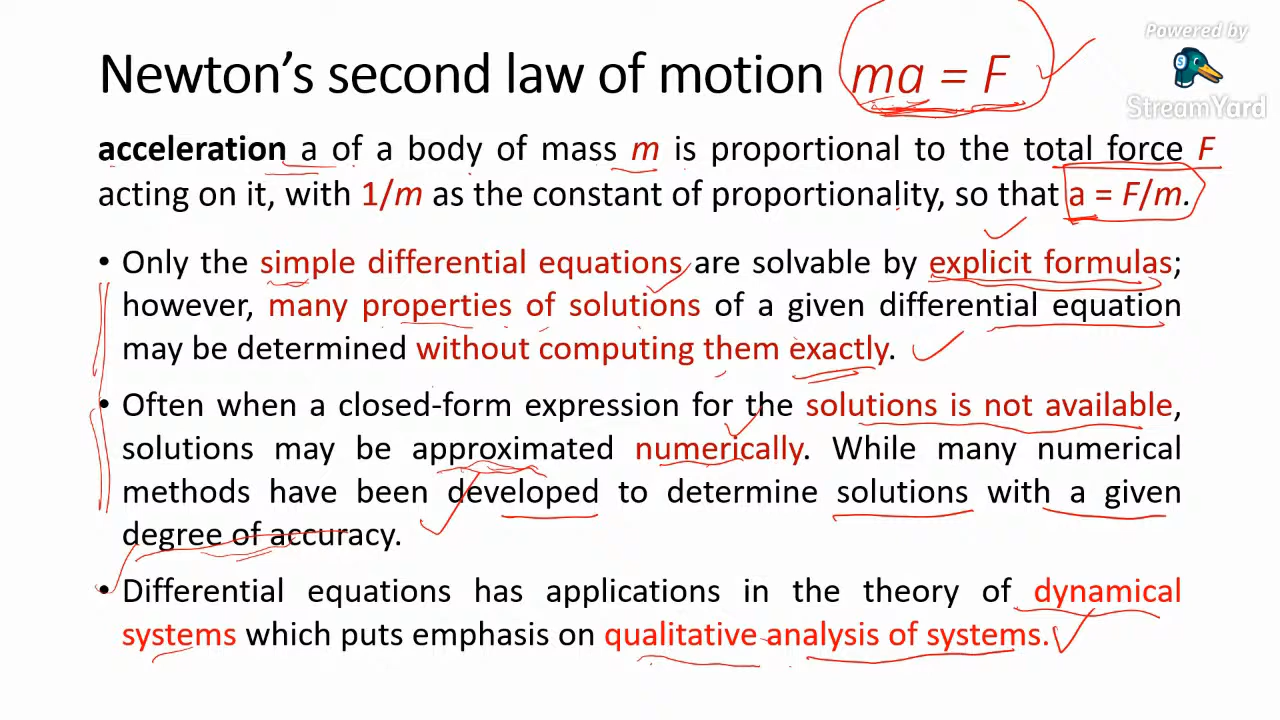 Newton's second law of motion ma = F
Powered by
StreamYard
acceleration a of a body of mass m is proportional to the total force F
acting on it, with 1/m as the constant of proportionality, so that a = F/m.
• Only the simple differential equations are solvable by explicit formulas;
however, many properties of solutions of a given differential equation
may be determined without computing them exactly.
• Often when a closed-form expression for the solutions is not available,
solutions may be approximated numerically. While many numerical
methods have been developed to determine solutions with a given
degree of accuracy.
• Differential equations has applications in the theory of dynamical
systems which puts emphasis on qualitative analysis of systems.